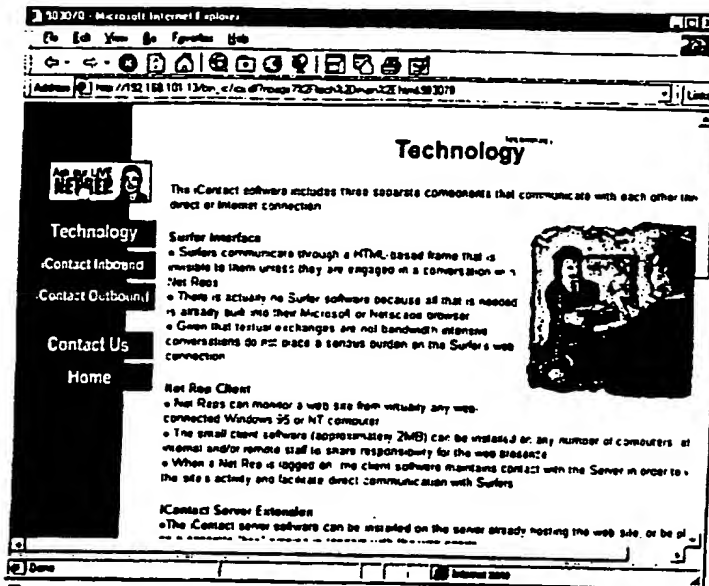 903070 - Microsoft Internet Explorer
File Edit View Go Favorites Help
Address
Links
Technology
Ask our LIVE
NETREP
The iContact software includes three separate components that communicate with each other
direct or Internet connection
Technology
iContact Inbound
iContact Outbound
Contact Us
Home
Surfer Interface
Surfers communicate through a HTML-based frame that is
invisible to them unless they are engaged in a conversation
Net Reps
There is actually no Surfer software because all that is needed
is already built into their Microsoft or Netscape browser
Given that textual exchanges are not bandwidth intensive
conversations do not place a serious burden on the Surfer's web
connection
Net Rep Client
Net Reps can monitor a web site from virtually any web-
connected Windows 95 or NT computer
The small client software (approximately 2MB) can be installed on any number of computers
internal and/or remote staff to share responsibility for the web presence
When a Net Rep is logged on, the client software maintains contact with the Server in order to
the site's activity and facilitate direct communication with Surfers
iContact Server Extension
The iContact server software can be installed on the server already hosting the web site, or be
Done
Internet zone